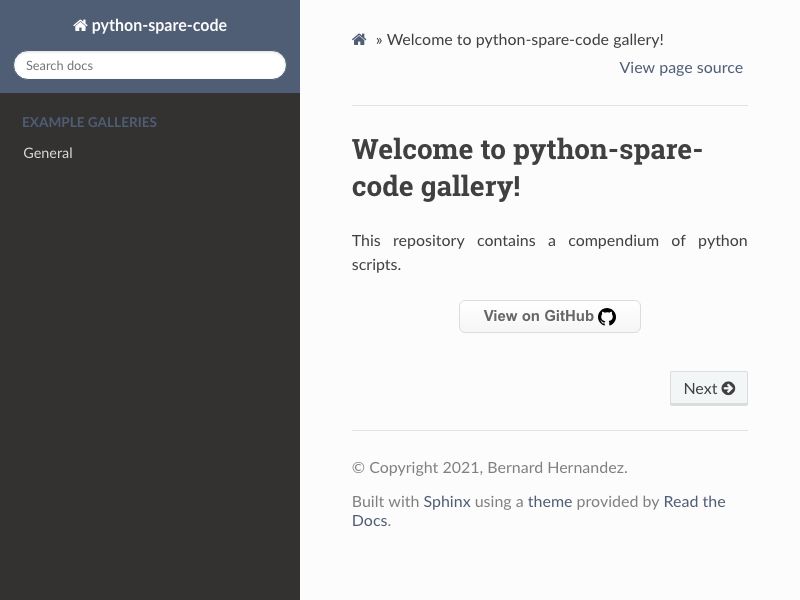 python-spare-code
Search docs
EXAMPLE GALLERIES
General
» Welcome to python-spare-code gallery!
View page source
Welcome to python-spare-
code gallery!
This repository contains a compendium of python
scripts.
View on GitHub
Next
© Copyright 2021, Bernard Hernandez.
Built with Sphinx using a theme provided by Read the
Docs.